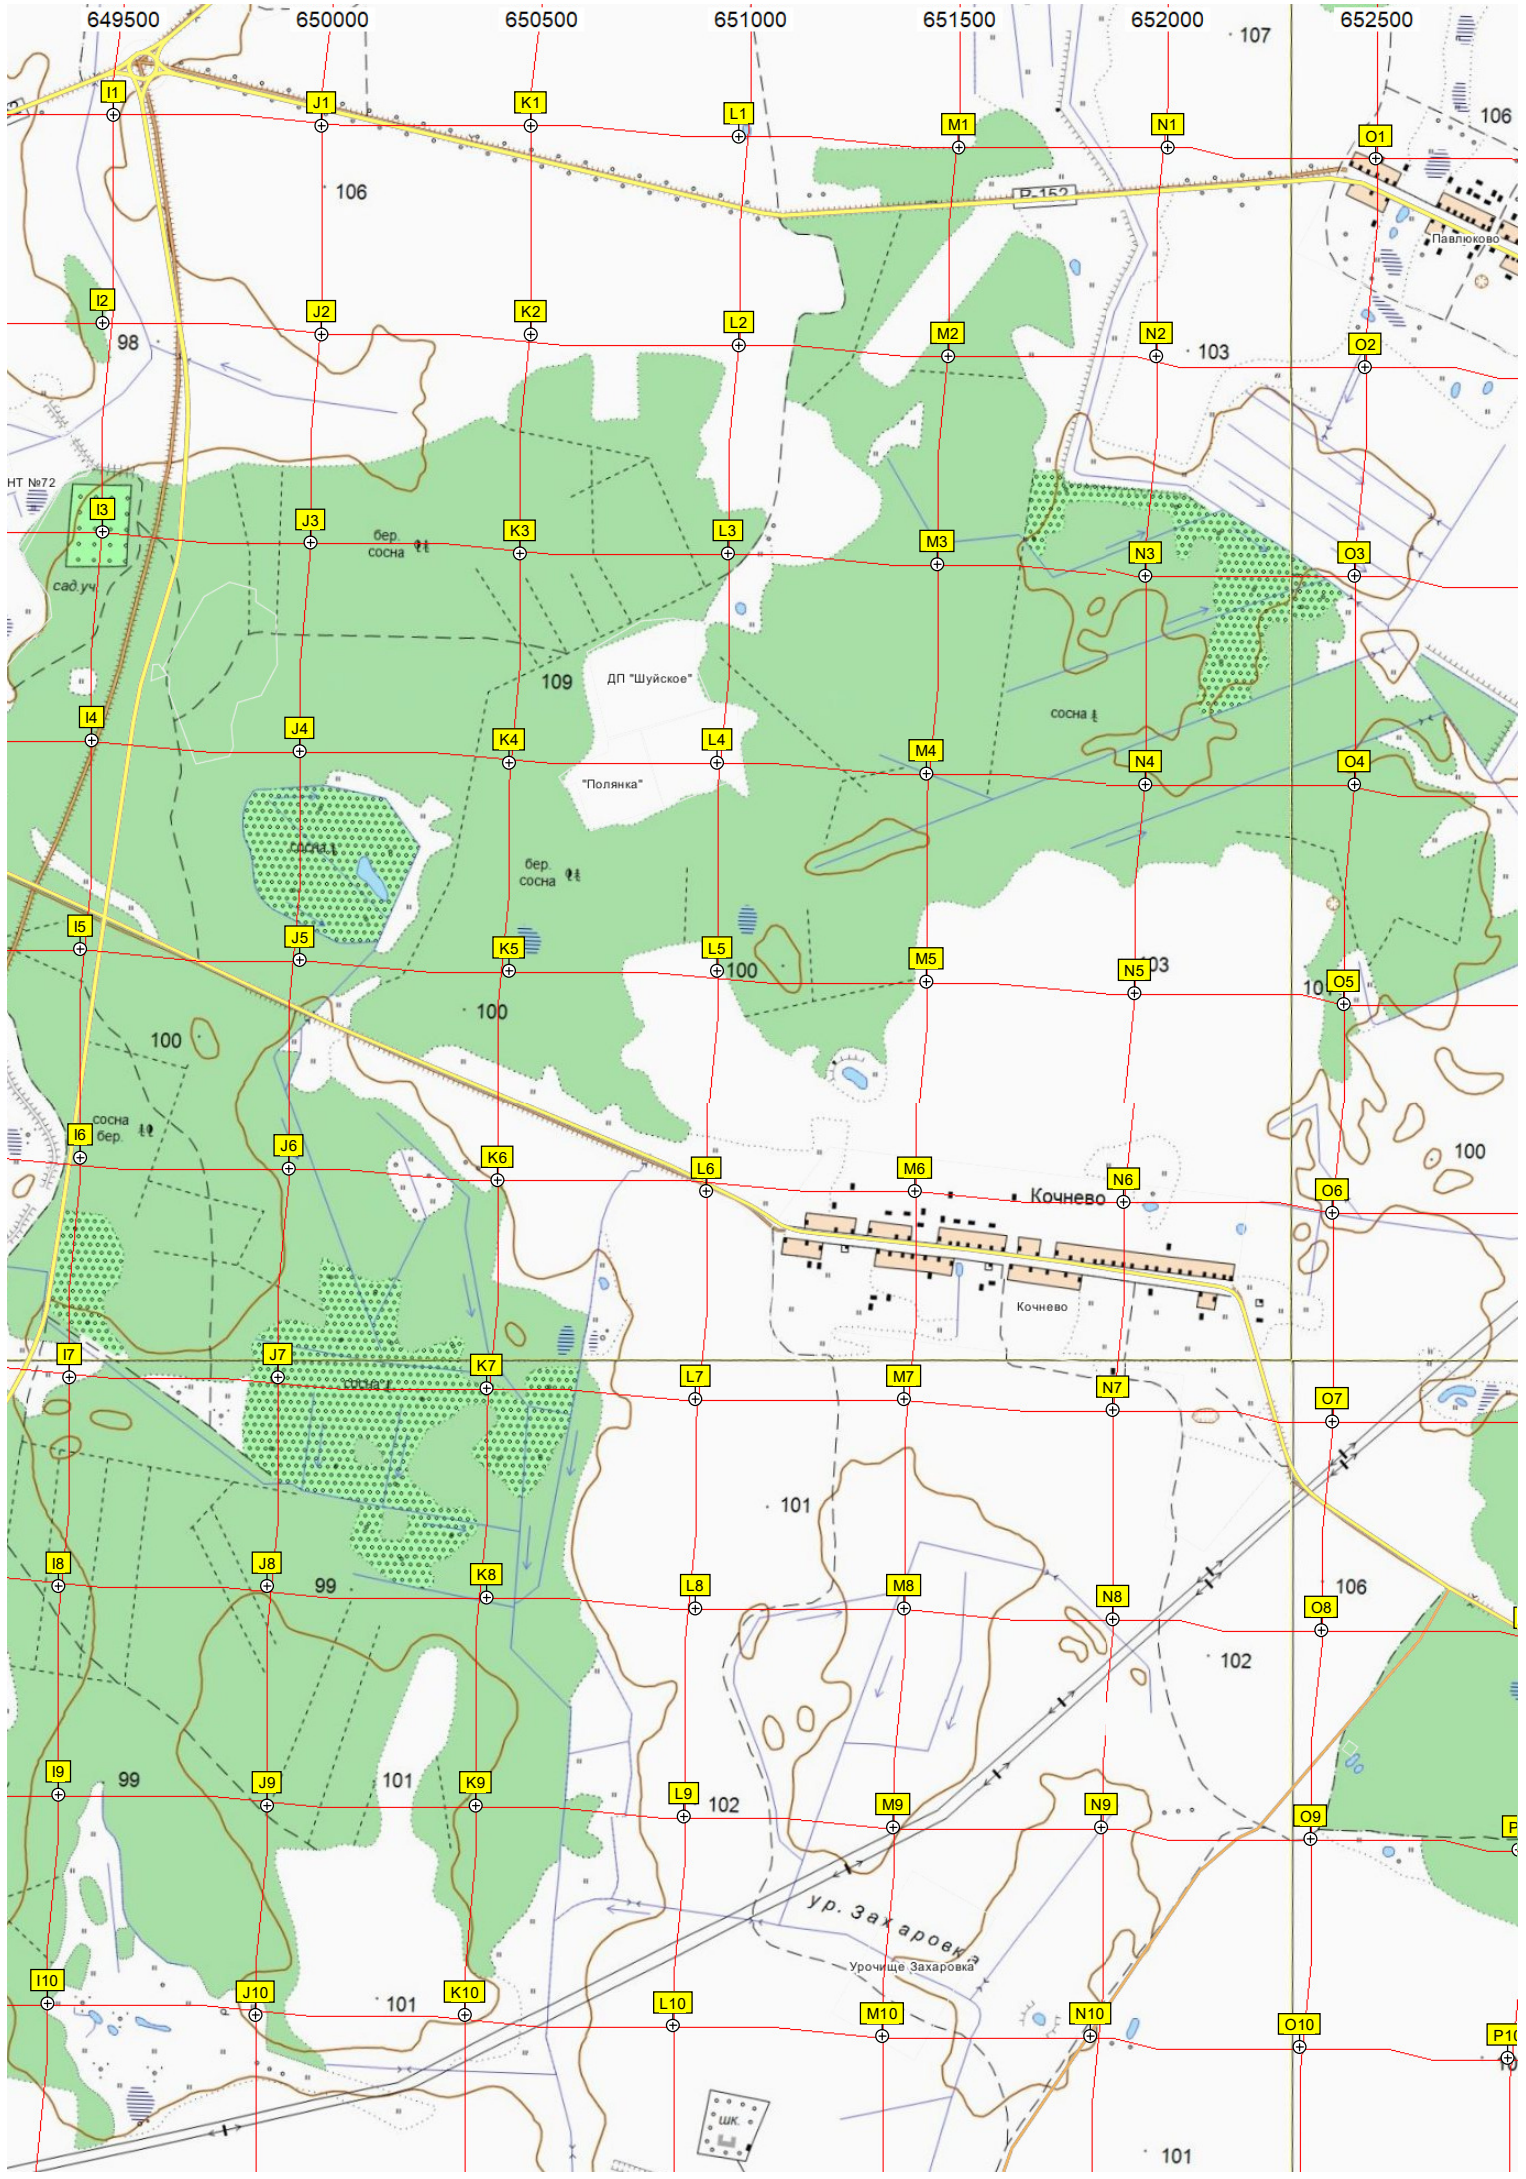 649500 650000 650500 651000 651500 652000 652500
107
I1 J1 K1 L1 M1 N1 O1
106
106
P-152
Павлюково
I2 J2 K2 L2 M2 N2 O2
98
103
НТ №72
I3 J3 K3 L3 M3 N3 O3
бер.
сосна
сад.уч
109
ДП "Шуйское"
сосна
I4 J4 K4 L4 M4 N4 O4
"Полянка"
сосна
бер.
сосна
I5 J5 K5 L5 M5 N5 O5
100
103
100
100
сосна
бер.
I6 J6 K6 L6 M6 N6 O6
100
Кочнево
Кочнево
I7 J7 K7 L7 M7 N7 O7
сосна
101
I8 J8 K8 L8 M8 N8 O8
99
106
102
I9 J9 K9 L9 M9 N9 O9
99
101
102
ур. Захаровка
Урочище Захаровка
I10 J10 K10 L10 M10 N10 O10 P10
101
шк.
101